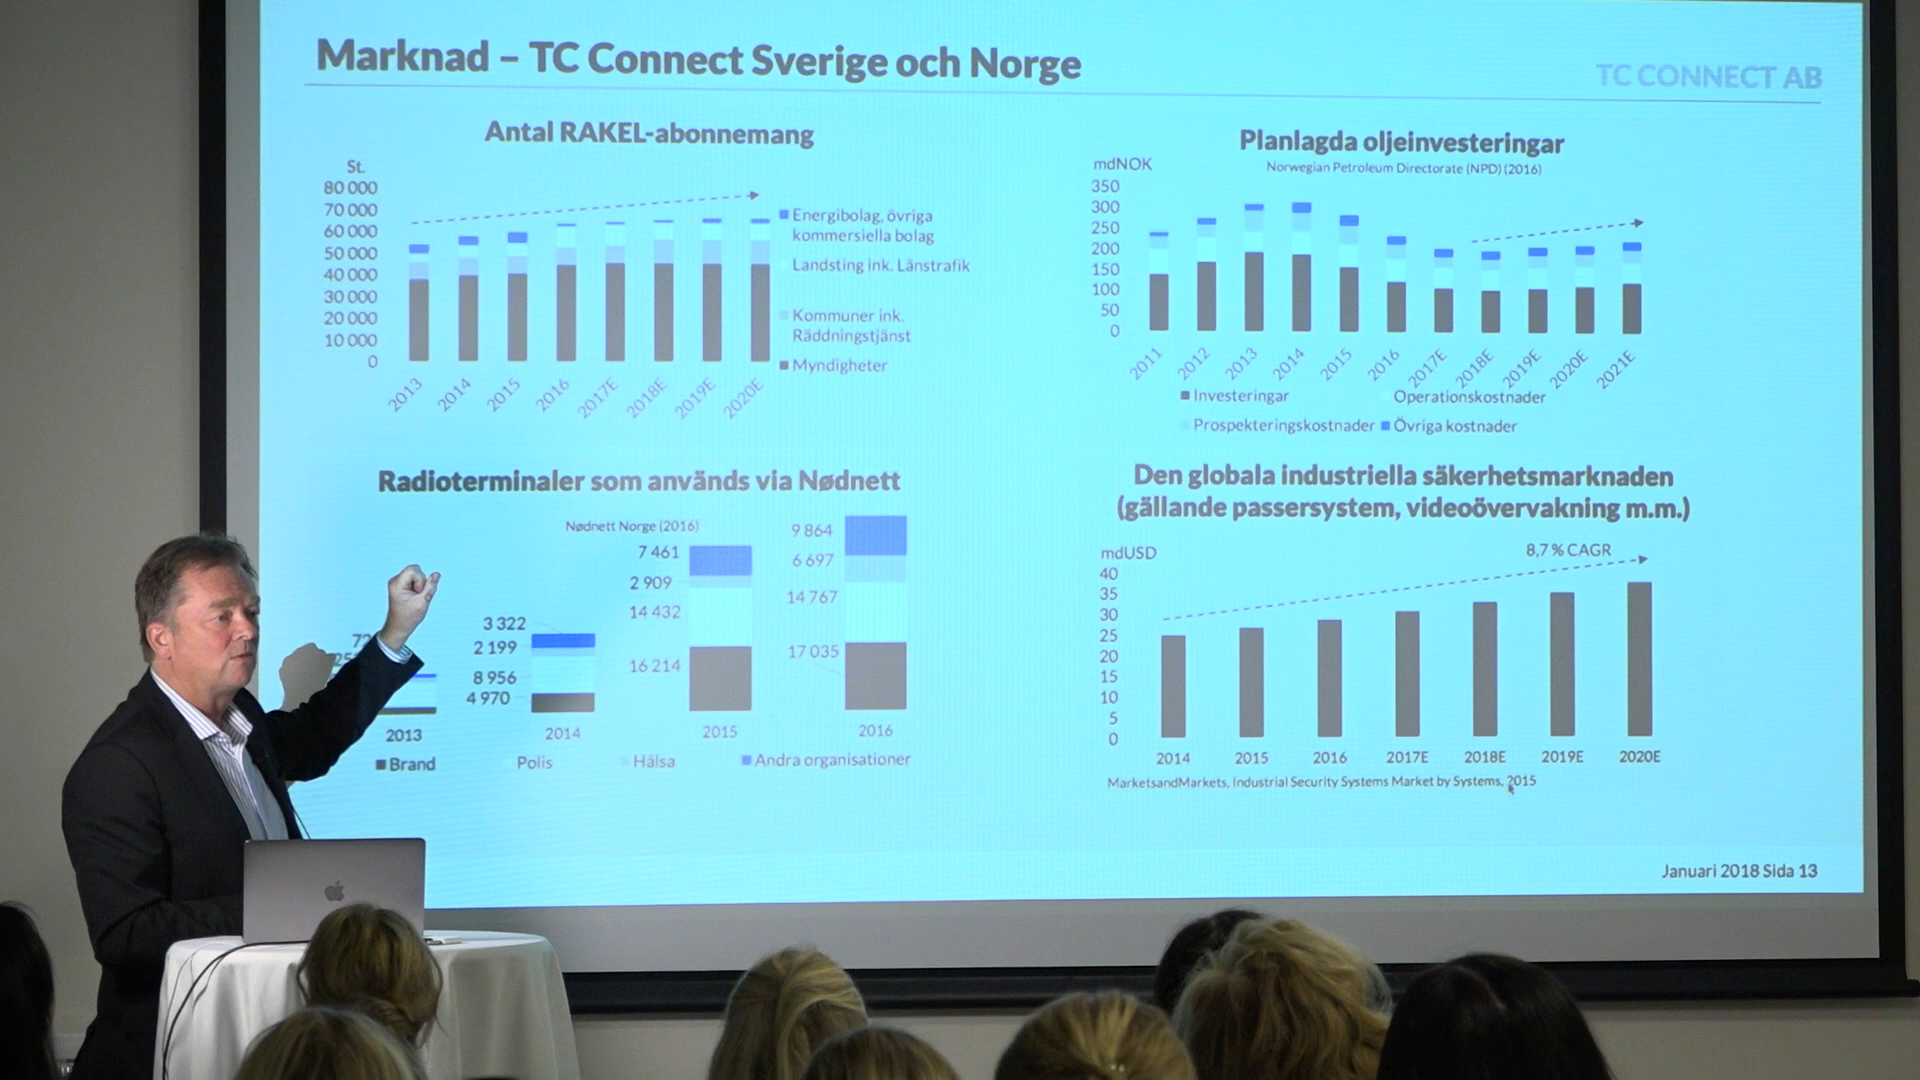 Marknad – TC Connect Sverige och Norge
TC CONNECT AB
Antal RAKEL-abonnemang
St.
80 000
70 000
60 000
50 000
40 000
30 000
20 000
10 000
0
2013
2014
2015
2016
2017E
2018E
2019E
2020E
Energibolag, övriga
kommersiella bolag
Landsting ink. Länstrafik
Kommuner ink.
Räddningstjänst
Myndigheter
Planlagda oljeinvesteringar
Norwegian Petroleum Directorate (NPD) (2016)
mdNOK
350
300
250
200
150
100
50
0
2011
2012
2013
2014
2015
2016
2017E
2018E
2019E
2020E
2021E
Investeringar
Operationskostnader
Prospekteringskostnader
Övriga kostnader
Radioterminaler som används via Nødnett
Nødnett Norge (2016)
3 322
2 199
8 956
4 970
7 461
2 909
14 432
16 214
9 864
6 697
14 767
17 035
2013
2014
2015
2016
Brand
Polis
Hälsa
Andra organisationer
Den globala industriella säkerhetsmarknaden
(gällande passersystem, videoövervakning m.m.)
mdUSD
8,7 % CAGR
40
35
30
25
20
15
10
5
0
2014
2015
2016
2017E
2018E
2019E
2020E
MarketsandMarkets, Industrial Security Systems Market by Systems, 2015
Januari 2018 Sida 13